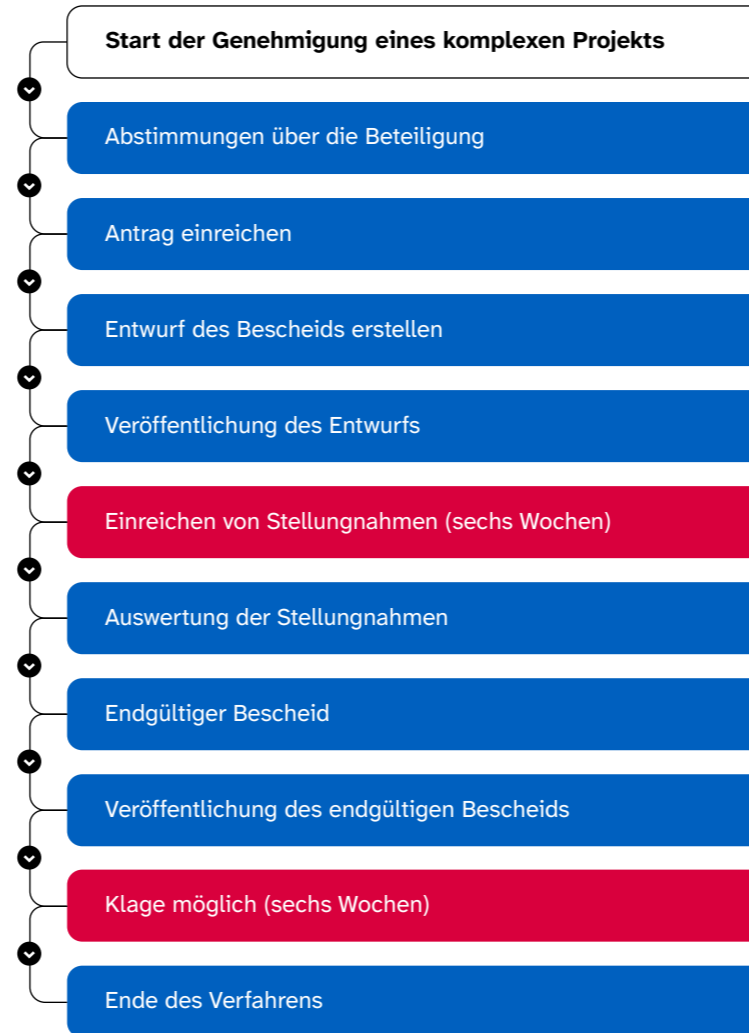 Start der Genehmigung eines komplexen Projekts
Abstimmungen über die Beteiligung
Antrag einreichen
Entwurf des Bescheids erstellen
Veröffentlichung des Entwurfs
Einreichen von Stellungnahmen (sechs Wochen)
Auswertung der Stellungnahmen
Endgültiger Bescheid
Veröffentlichung des endgültigen Bescheids
Klage möglich (sechs Wochen)
Ende des Verfahrens